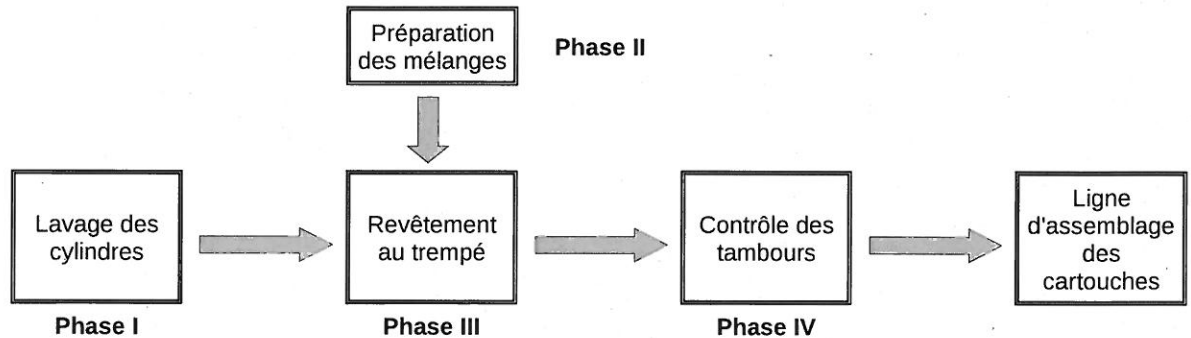 Préparation
des mélanges
Phase II
Lavage des
cylindres
Revêtement
au trempé
Contrôle des
tambours
Ligne
d'assemblage
des
cartouches
Phase I
Phase III
Phase IV